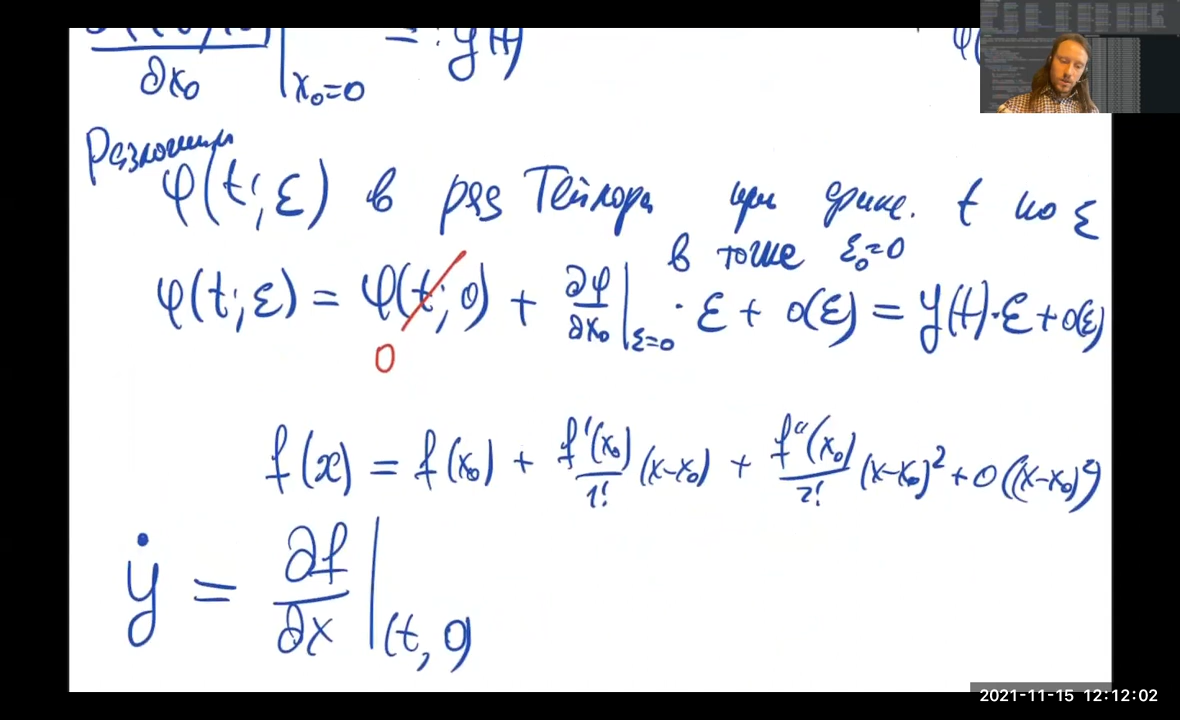 ∂x₀ |x₀=0 = : y(t)
φ(
Разложим
φ(t; ε) в ряд Тейлора при фикс. t по ε
в точке ε₀=0
φ(t; ε) = φ(t; 0) + ∂φ/∂x₀ |ε=0 · ε + o(ε) = y(t)·ε + o(ε)
0
f(x) = f(x₀) + f'(x₀)/1! (x-x₀) + f''(x₀)/2! (x-x₀)² + o((x-x₀)²)
ẏ = ∂f/∂x |(t, 0)
2021-11-15 12:12:02